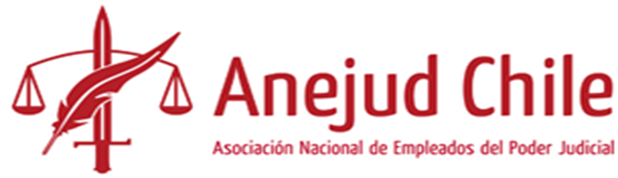 Anejud Chile
Asociación Nacional de Empleados del Poder Judicial